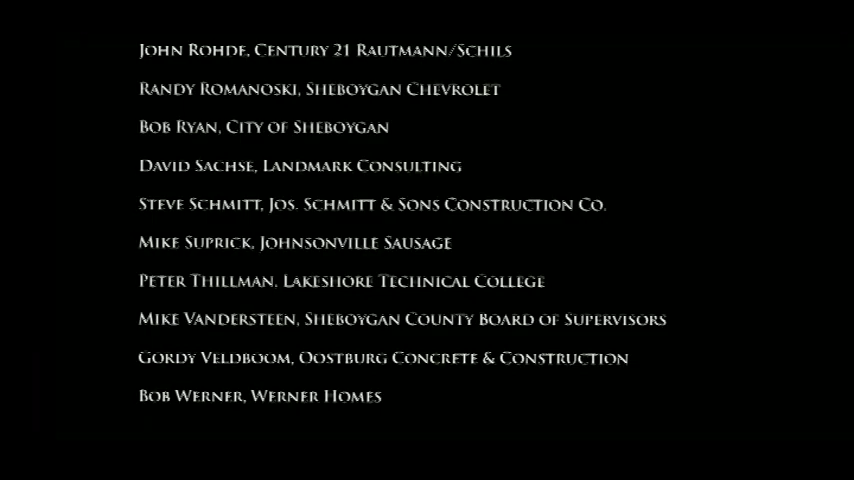 John Rohde, Century 21 Rautmann/Schils
Randy Romanoski, Sheboygan Chevrolet
Bob Ryan, City of Sheboygan
David Sachse, Landmark Consulting
Steve Schmitt, Jos. Schmitt & Sons Construction Co.
Mike Suprick, Johnsonville Sausage
Peter Thillman, Lakeshore Technical College
Mike Vandersteen, Sheboygan County Board of Supervisors
Gordy Veldboom, Oostburg Concrete & Construction
Bob Werner, Werner Homes